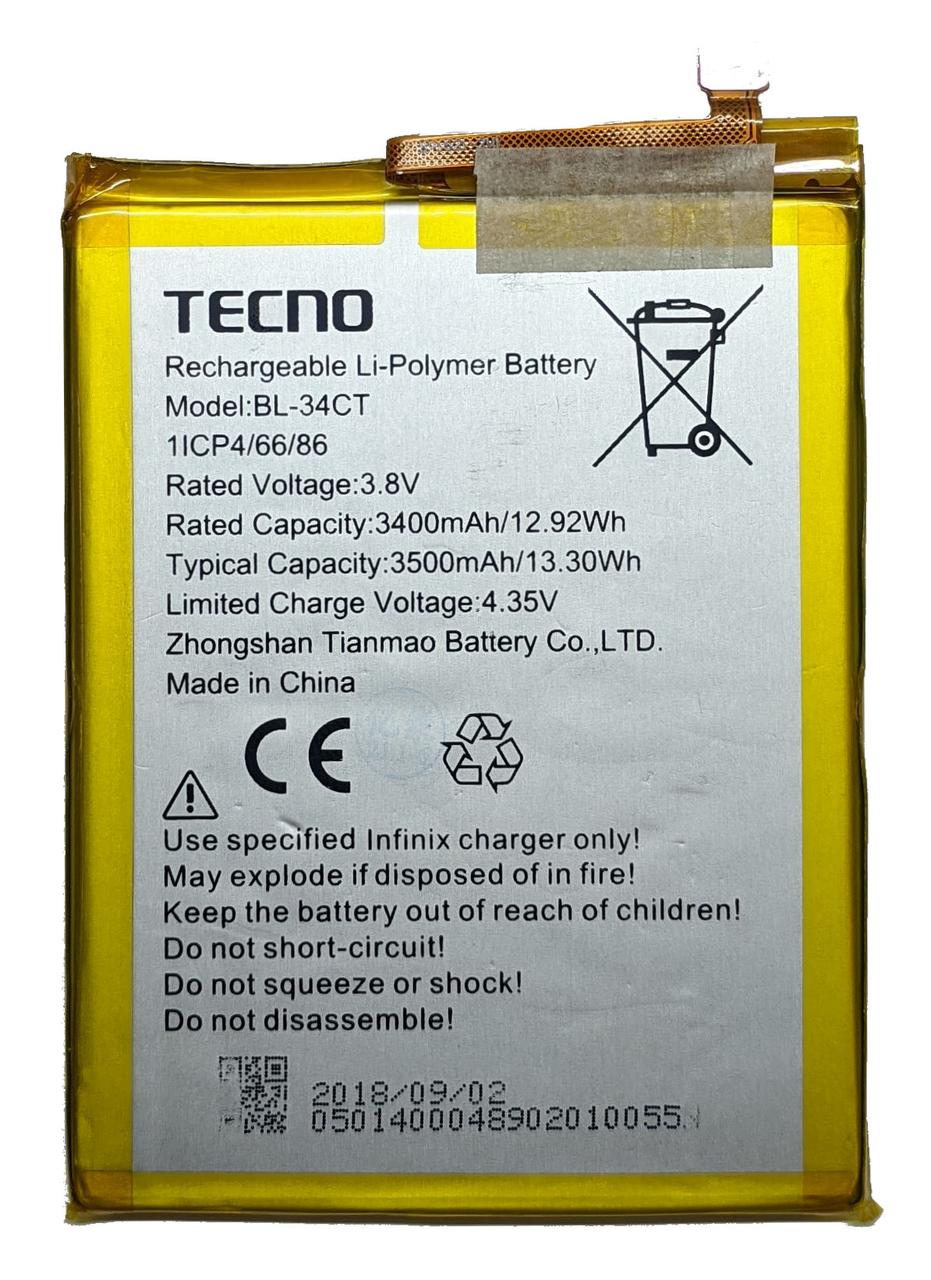 TECNO
Rechargeable Li-Polymer Battery
Model:BL-34CT
1ICP4/66/86
Rated Voltage:3.8V
Rated Capacity:3400mAh/12.92Wh
Typical Capacity:3500mAh/13.30Wh
Limited Charge Voltage:4.35V
Zhongshan Tianmao Battery Co.,LTD.
Made in China
CE
Use specified Infinix charger only!
May explode if disposed of in fire!
Keep the battery out of reach of children!
Do not short-circuit!
Do not squeeze or shock!
Do not disassemble!
2018/09/02
0501400048902010055